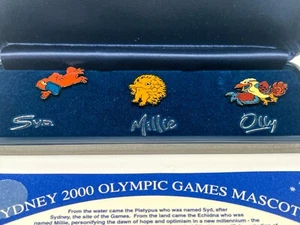 Syd Millie Olly
SYDNEY 2000 OLYMPIC GAMES MASCOT
From the water came the Platypus who was named Syd, after
Sydney, the site of the Games. From the land came the Echidna who was
named Millie, personifying the dawn of hope and optimism in a new millennium - the